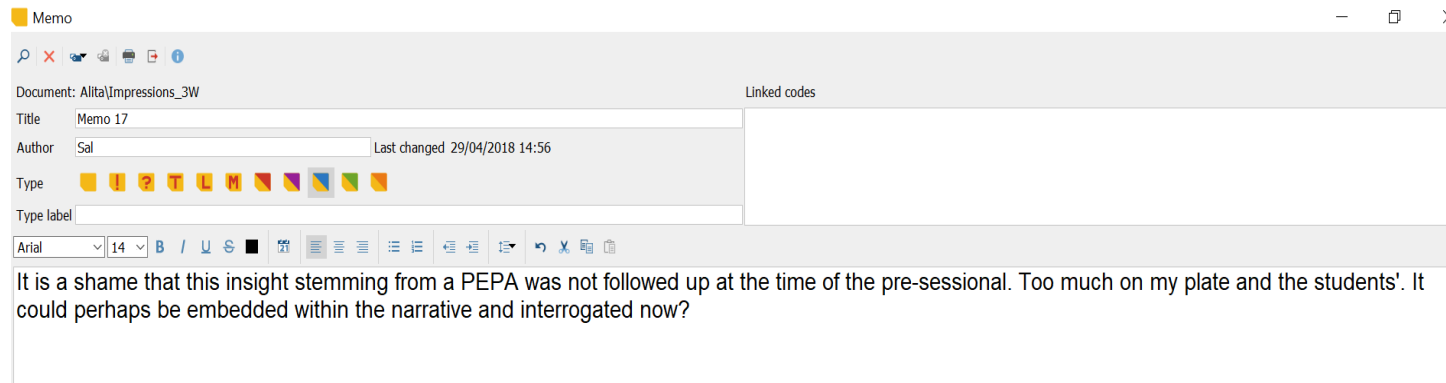 Memo
Document: Alita\Impressions_3W
Linked codes
Title Memo 17
Author Sal Last changed 29/04/2018 14:56
Type ! ? T L M
Type label
Arial 14 B I U S 21
It is a shame that this insight stemming from a PEPA was not followed up at the time of the pre-sessional. Too much on my plate and the students'. It
could perhaps be embedded within the narrative and interrogated now?